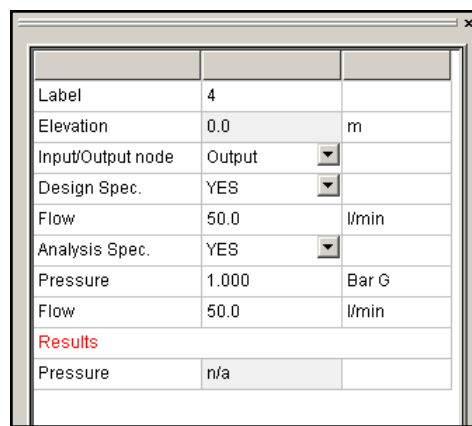 Label 4
Elevation 0.0 m
Input/Output node Output
Design Spec. YES
Flow 50.0 l/min
Analysis Spec. YES
Pressure 1.000 Bar G
Flow 50.0 l/min
Results
Pressure n/a